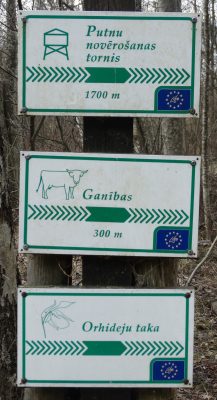 Putnu
novērošanas
tornis
1700 m
Ganības
300 m
Orhideju taka